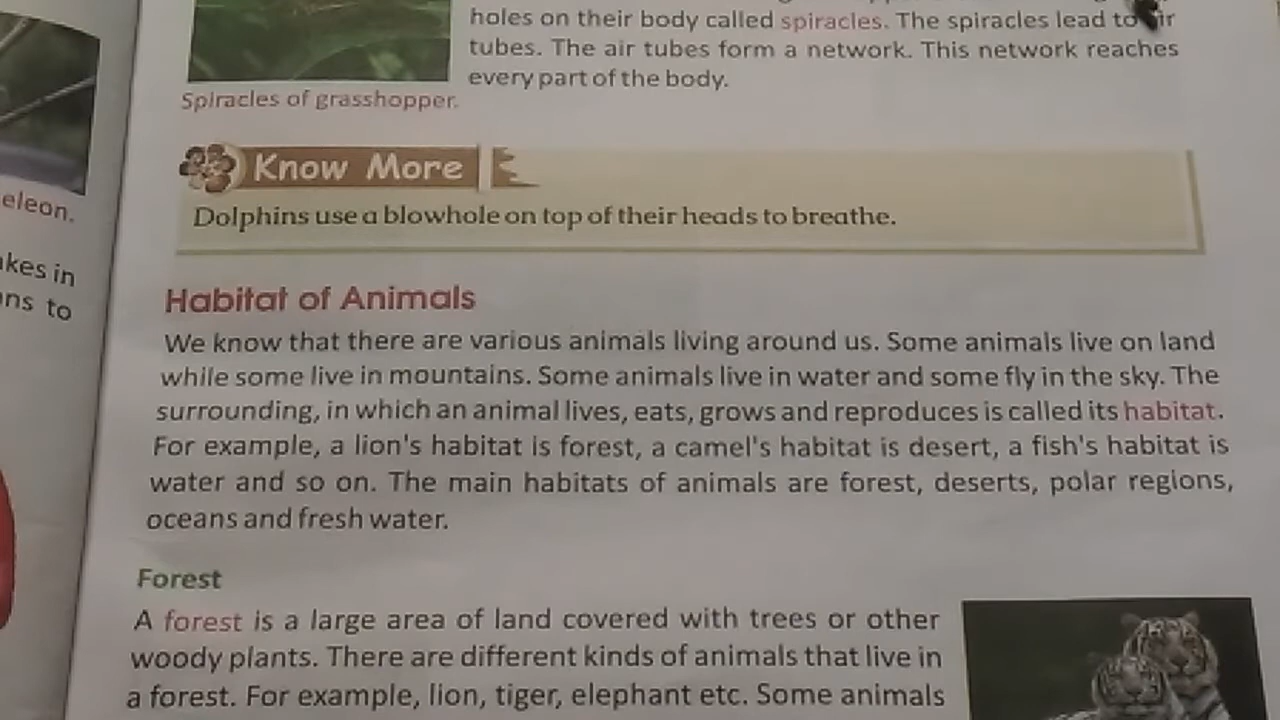 holes on their body called spiracles. The spiracles lead to
tubes. The air tubes form a network. This network reaches
every part of the body.
Spiracles of grasshopper.
Know More
Dolphins use a blowhole on top of their heads to breathe.
Habitat of Animals
We know that there are various animals living around us. Some animals live on land
while some live in mountains. Some animals live in water and some fly in the sky. The
surrounding, in which an animal lives, eats, grows and reproduces is called its habitat.
For example, a lion's habitat is forest, a camel's habitat is desert, a fish's habitat is
water and so on. The main habitats of animals are forest, deserts, polar regions,
oceans and fresh water.
Forest
A forest is a large area of land covered with trees or other
woody plants. There are different kinds of animals that live in
a forest. For example, lion, tiger, elephant etc. Some animals
eleon.
akes in
ns to